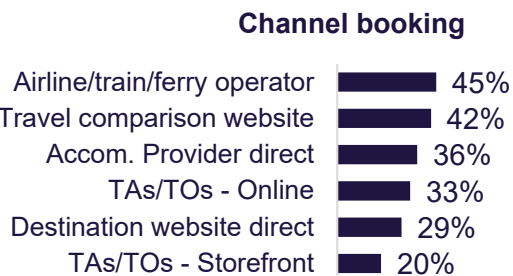 Channel booking
Airline/train/ferry operator 45%
Travel comparison website 42%
Accom. Provider direct 36%
TAs/TOs - Online 33%
Destination website direct 29%
TAs/TOs - Storefront 20%